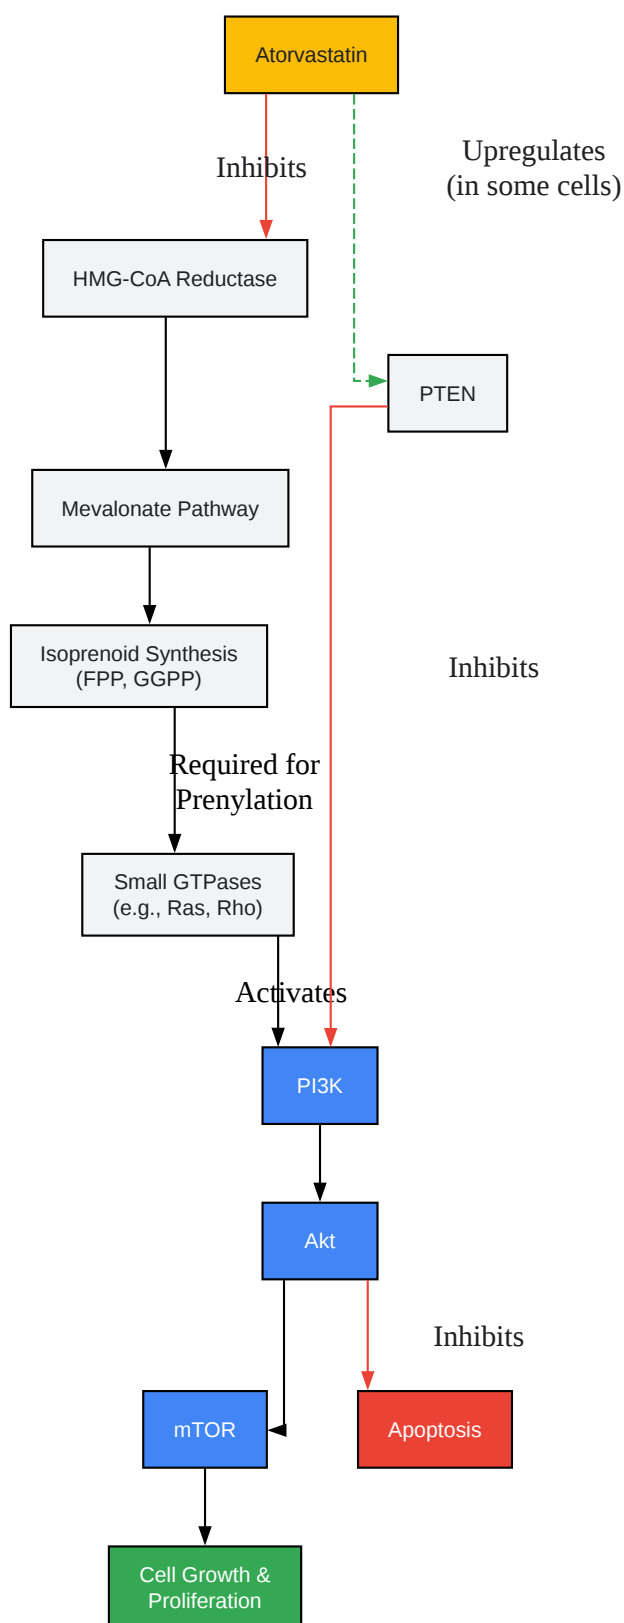 Atorvastatin
Inhibits
Upregulates
(in some cells)
HMG-CoA Reductase
PTEN
Mevalonate Pathway
Isoprenoid Synthesis
(FPP, GGPP)
Inhibits
Required for
Prenylation
Small GTPases
(e.g., Ras, Rho)
Activates
PI3K
Akt
Inhibits
mTOR
Apoptosis
Cell Growth &
Proliferation